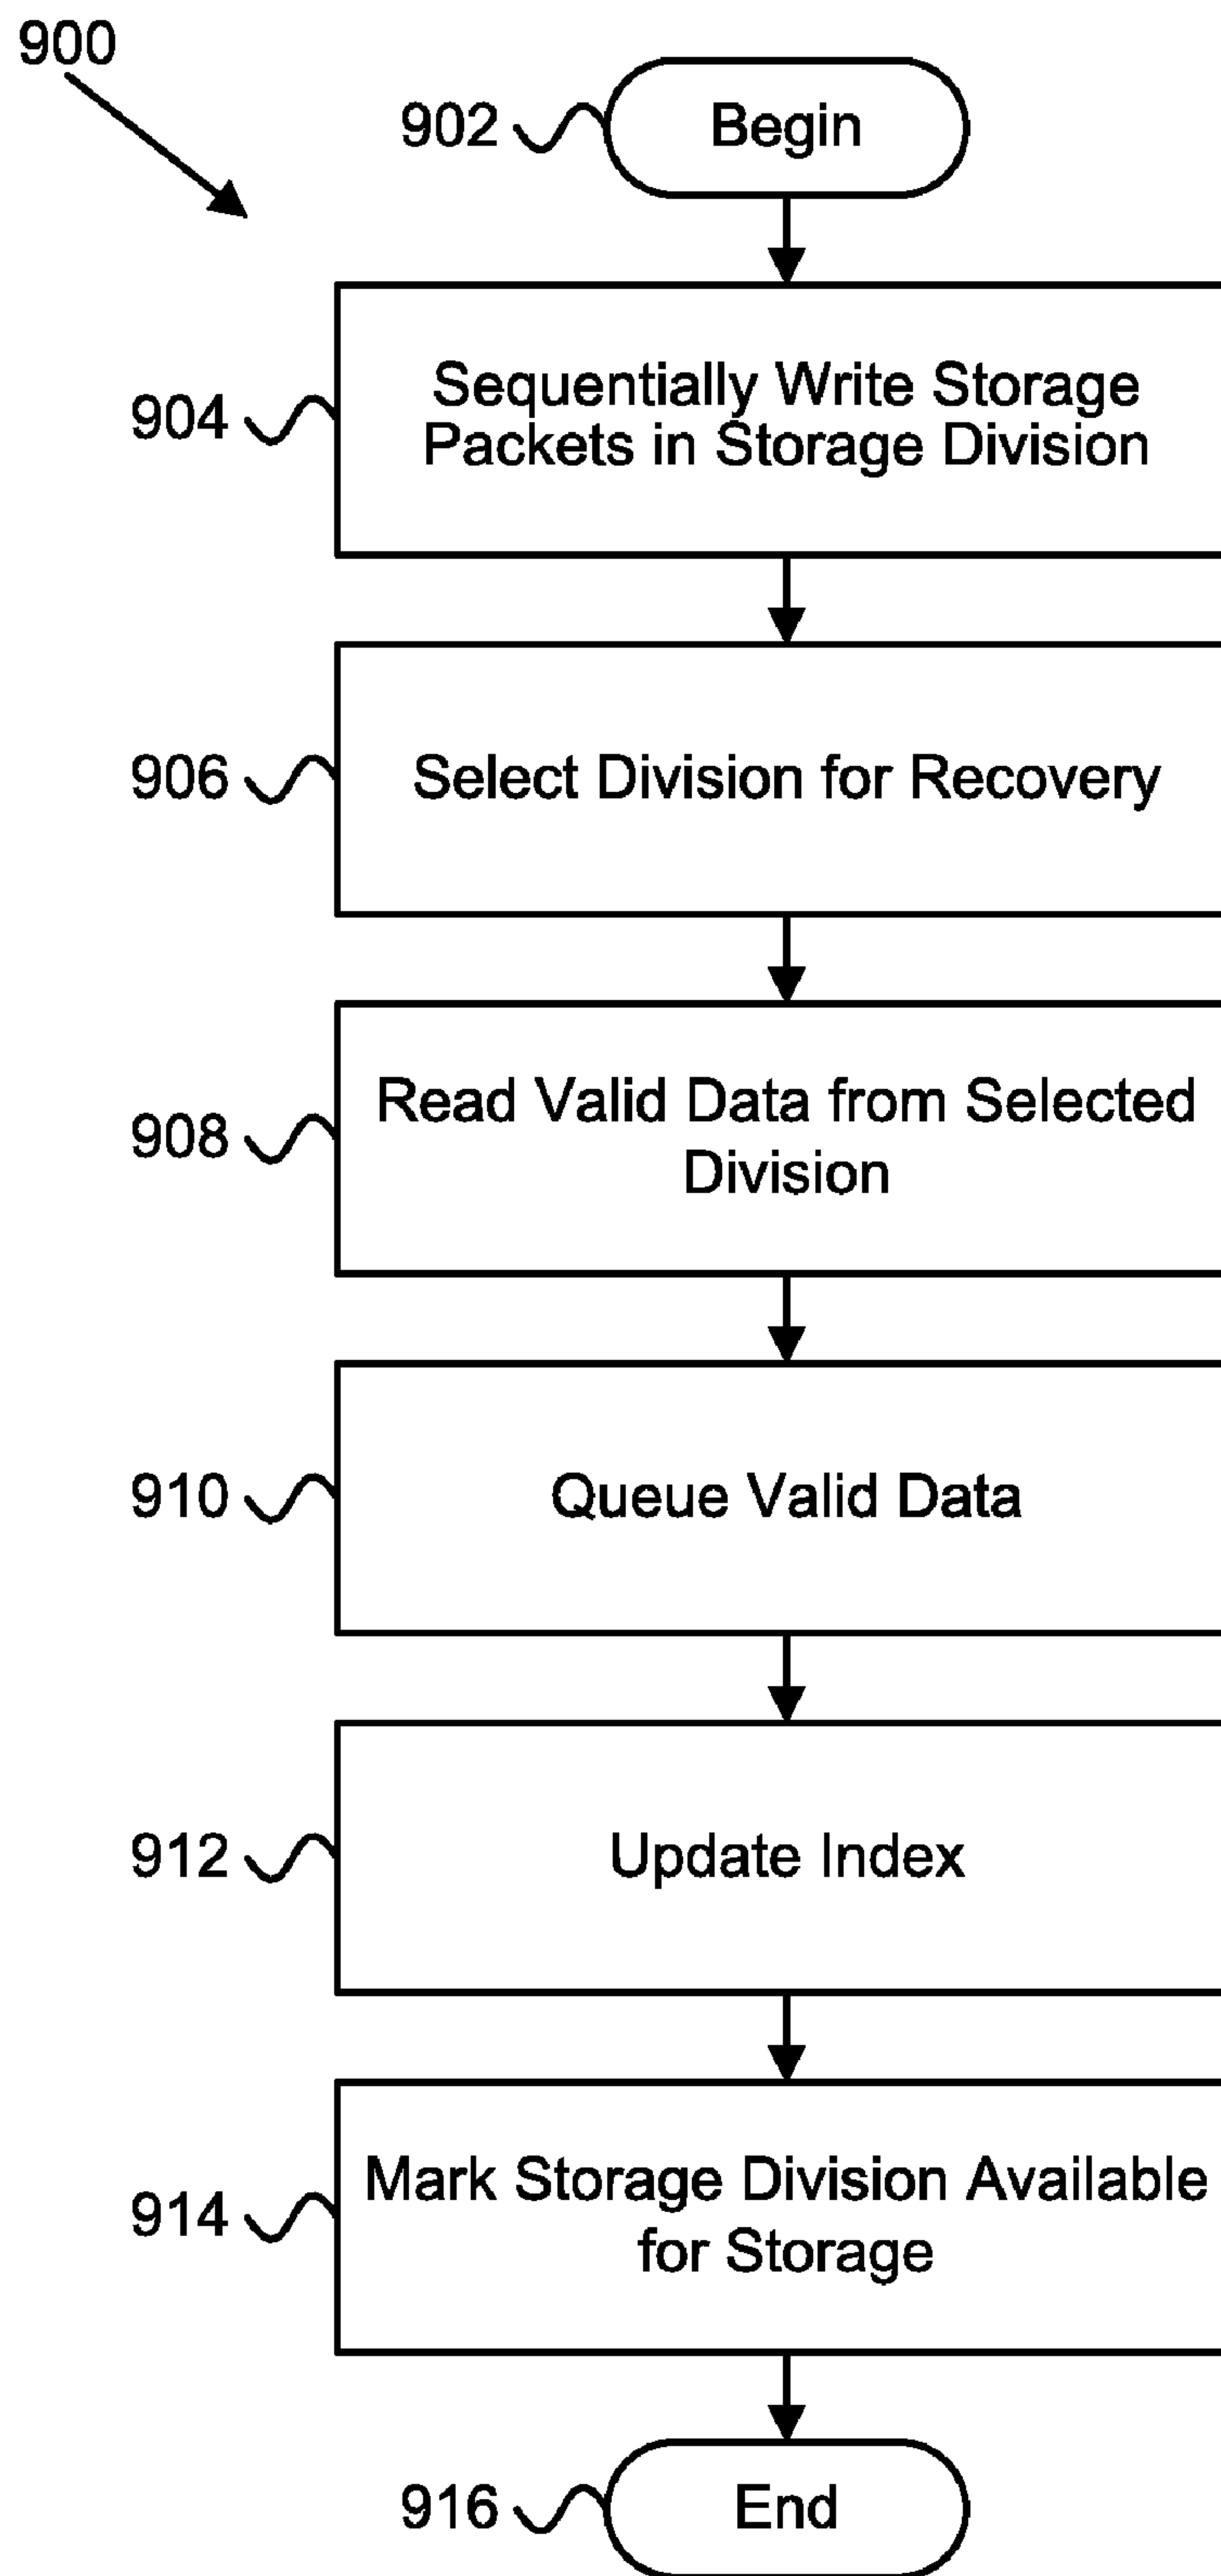 900
902
Begin
904
Sequentially Write Storage
Packets in Storage Division
906
Select Division for Recovery
908
Read Valid Data from Selected
Division
910
Queue Valid Data
912
Update Index
914
Mark Storage Division Available
for Storage
916
End